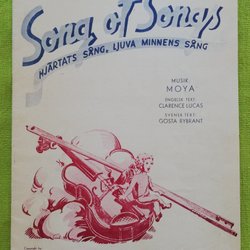 Song of Songs
HJÄRTATS SÅNG, LJUVA MINNENS SÅNG
MUSIK
MOYA
ENGELSK TEXT
CLARENCE LUCAS
SVENSK TEXT:
GÖSTA RYBRANT